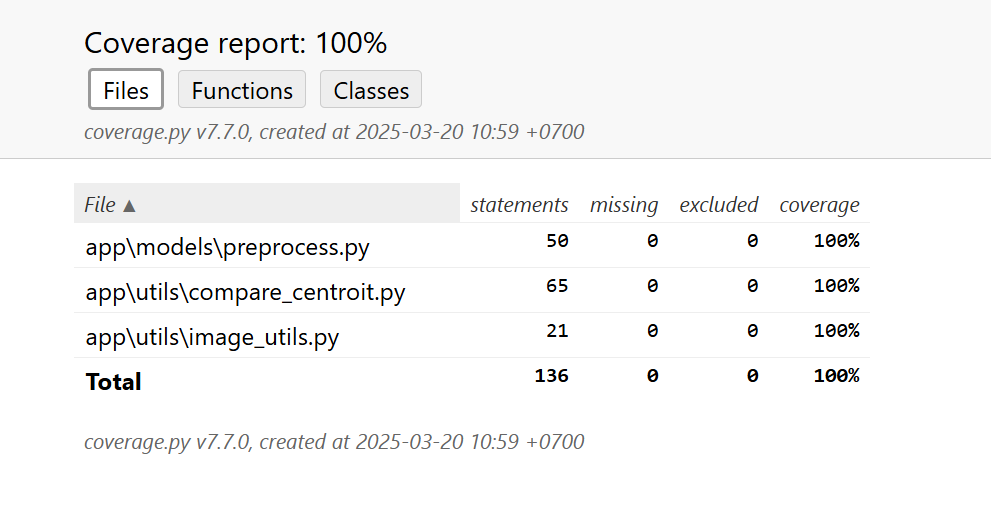 Coverage report: 100%
Files Functions Classes
coverage.py v7.7.0, created at 2025-03-20 10:59 +0700
File ▲ statements missing excluded coverage
app\models\preprocess.py 50 0 0 100%
app\utils\compare_centroit.py 65 0 0 100%
app\utils\image_utils.py 21 0 0 100%
Total 136 0 0 100%
coverage.py v7.7.0, created at 2025-03-20 10:59 +0700